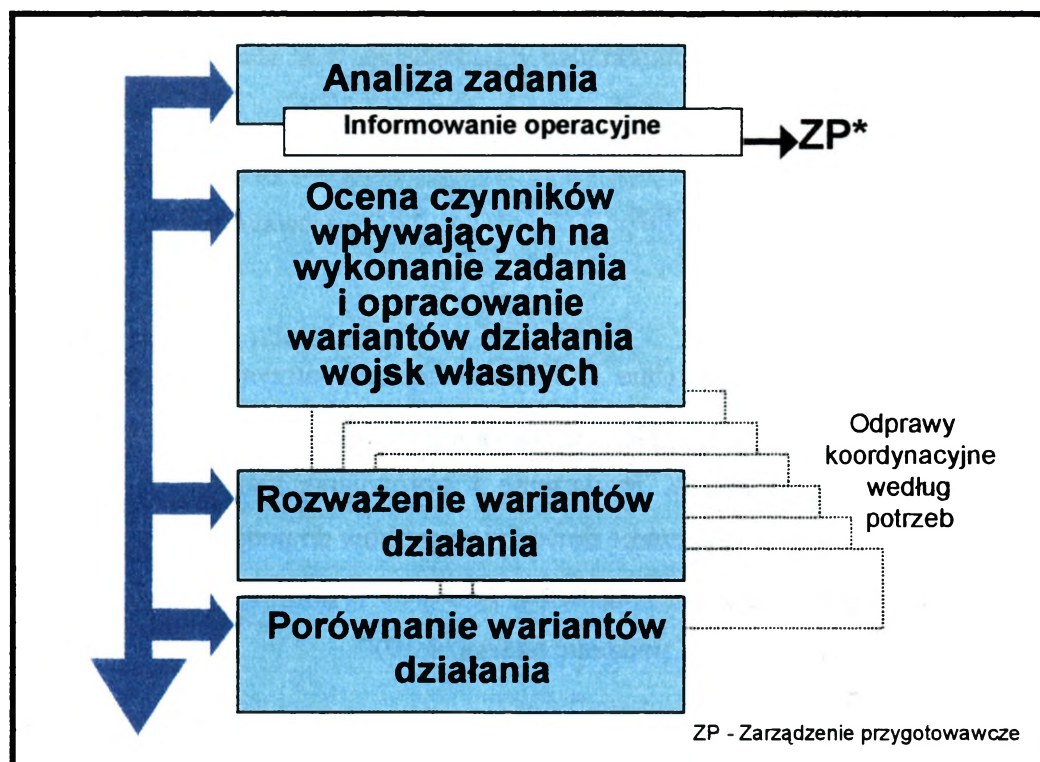 Analiza zadania
Informowanie operacyjne
ZP*
Ocena czynników
wpływających na
wykonanie zadania
i opracowanie
wariantów działania
wojsk własnych
Odprawy
koordynacyjne
według
potrzeb
Rozważenie wariantów
działania
Porównanie wariantów
działania
ZP - Zarządzenie przygotowawcze